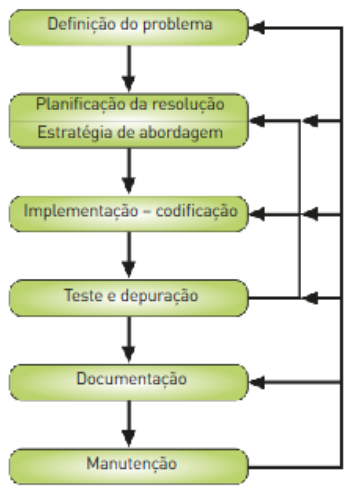 Definição do problema
Planificação da resolução
Estratégia de abordagem
Implementação – codificação
Teste e depuração
Documentação
Manutenção